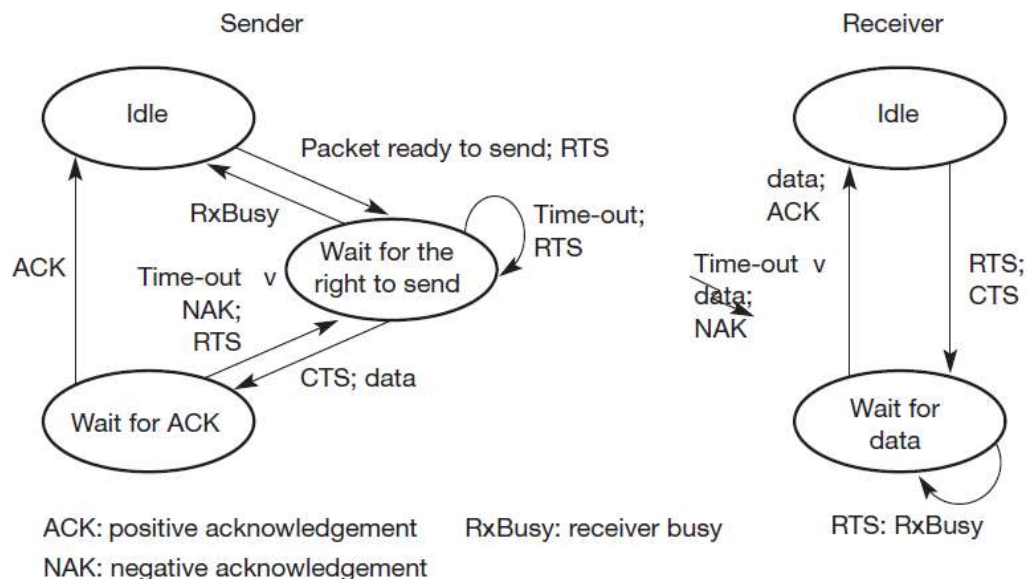 Sender
Receiver
Idle
Packet ready to send; RTS
RxBusy
Time-out;
RTS
Wait for the
right to send
ACK
Time-out v
NAK;
RTS
CTS; data
Wait for ACK
Idle
data;
ACK
Time-out v
data;
NAK
RTS;
CTS
Wait for
data
RTS: RxBusy
ACK: positive acknowledgement
RxBusy: receiver busy
NAK: negative acknowledgement